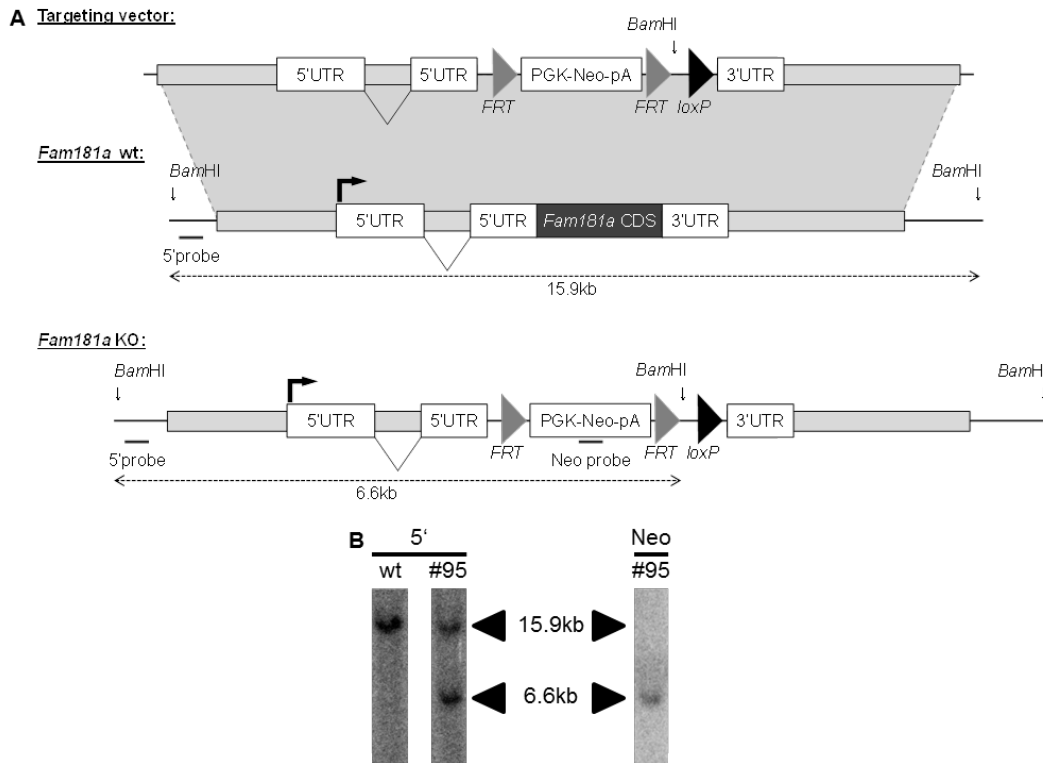 A Targeting vector:
BamHI
5'UTR 5'UTR PGK-Neo-pA 3'UTR
FRT FRT loxP
Fam181a wt:
BamHI BamHI
5'UTR 5'UTR Fam181a CDS 3'UTR
5'probe
15.9kb
Fam181a KO:
BamHI BamHI BamHI
5'UTR 5'UTR PGK-Neo-pA 3'UTR
FRT FRT loxP
5'probe Neo probe
6.6kb
B 5‘ Neo
wt #95 #95
15.9kb
6.6kb